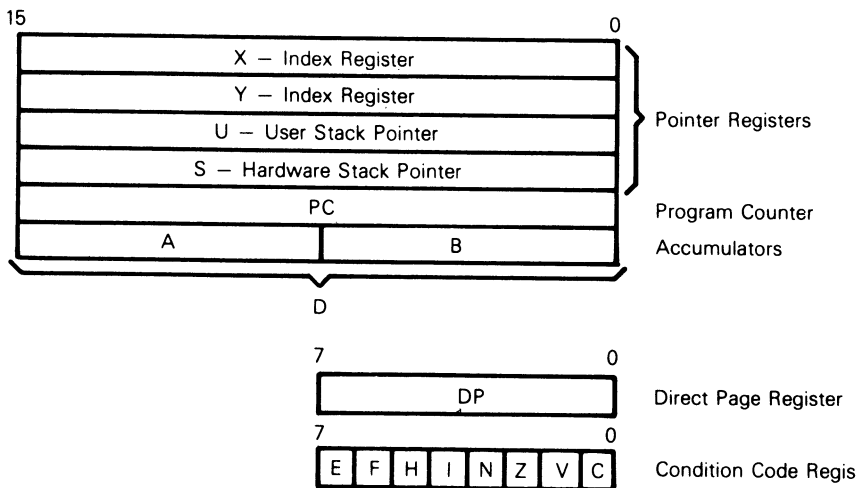 15 0
X – Index Register
Y – Index Register
U – User Stack Pointer
S – Hardware Stack Pointer
Pointer Registers
PC
Program Counter
A B
Accumulators
D
7 0
DP
Direct Page Register
7 0
E F H I N Z V C
Condition Code Regis